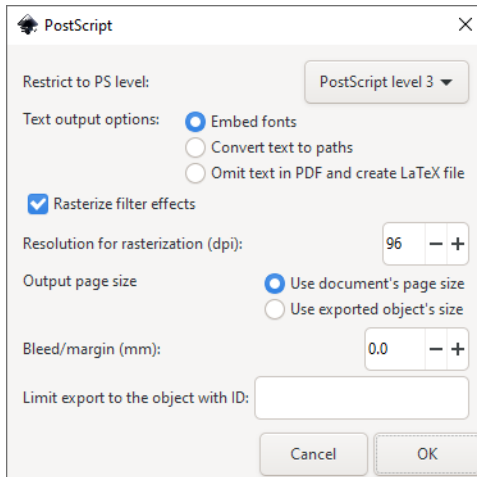 PostScript
Restrict to PS level: PostScript level 3
Text output options: Embed fonts
Convert text to paths
Omit text in PDF and create LaTeX file
Rasterize filter effects
Resolution for rasterization (dpi): 96
Output page size Use document's page size
Use exported object's size
Bleed/margin (mm): 0.0
Limit export to the object with ID:
Cancel OK